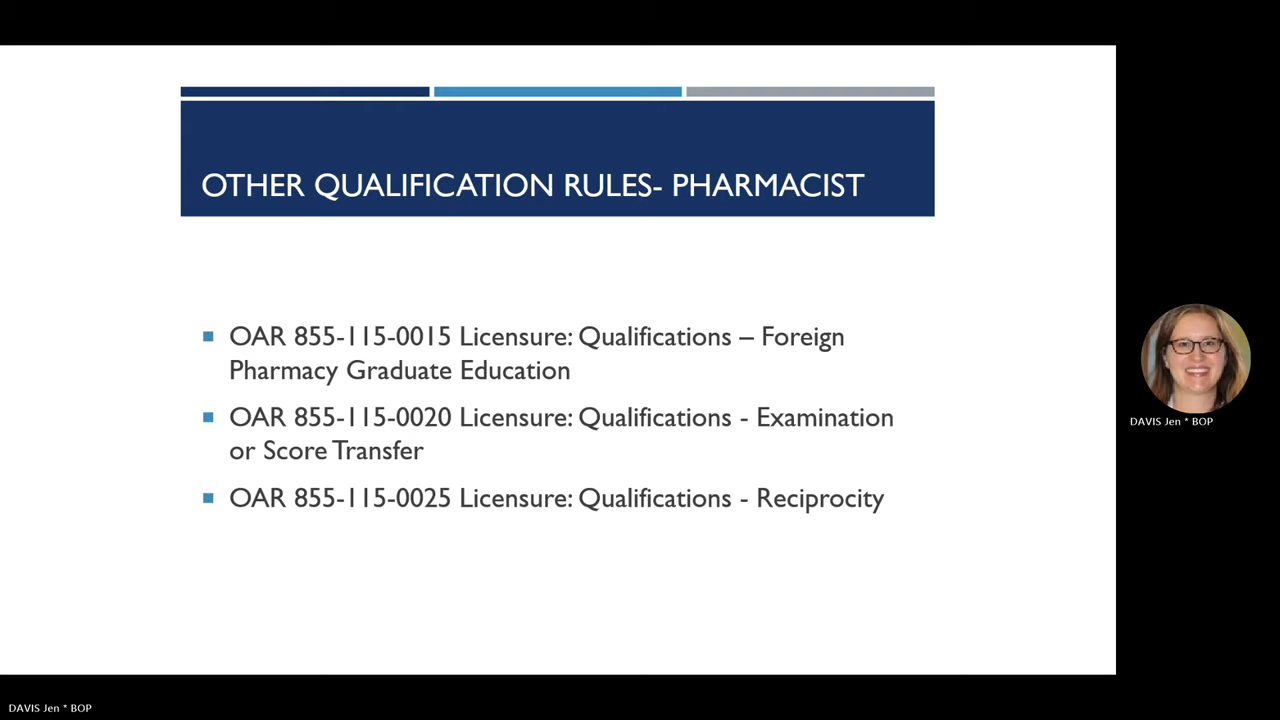 OTHER QUALIFICATION RULES- PHARMACIST
OAR 855-115-0015 Licensure: Qualifications – Foreign
Pharmacy Graduate Education
OAR 855-115-0020 Licensure: Qualifications - Examination
or Score Transfer
OAR 855-115-0025 Licensure: Qualifications - Reciprocity
DAVIS Jen * BOP
DAVIS Jen * BOP